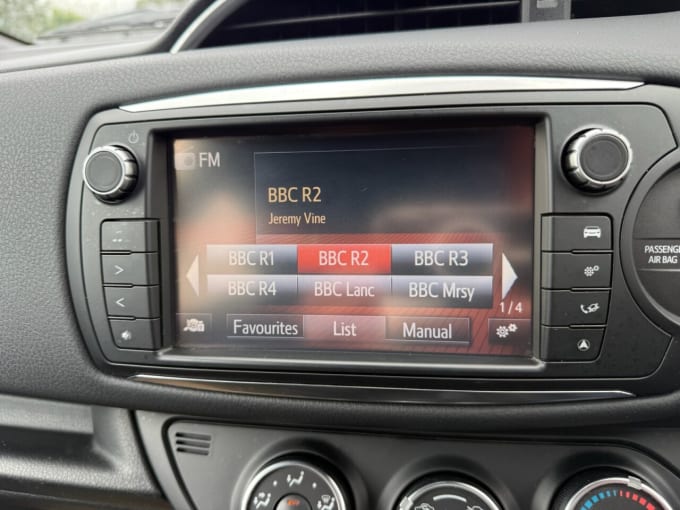 FM
BBC R2
Jeremy Vine
BBC R1 BBC R2 BBC R3
BBC R4 BBC Lanc BBC Mrsy
1/4
Favourites List Manual
PASSENGER
AIR BAG